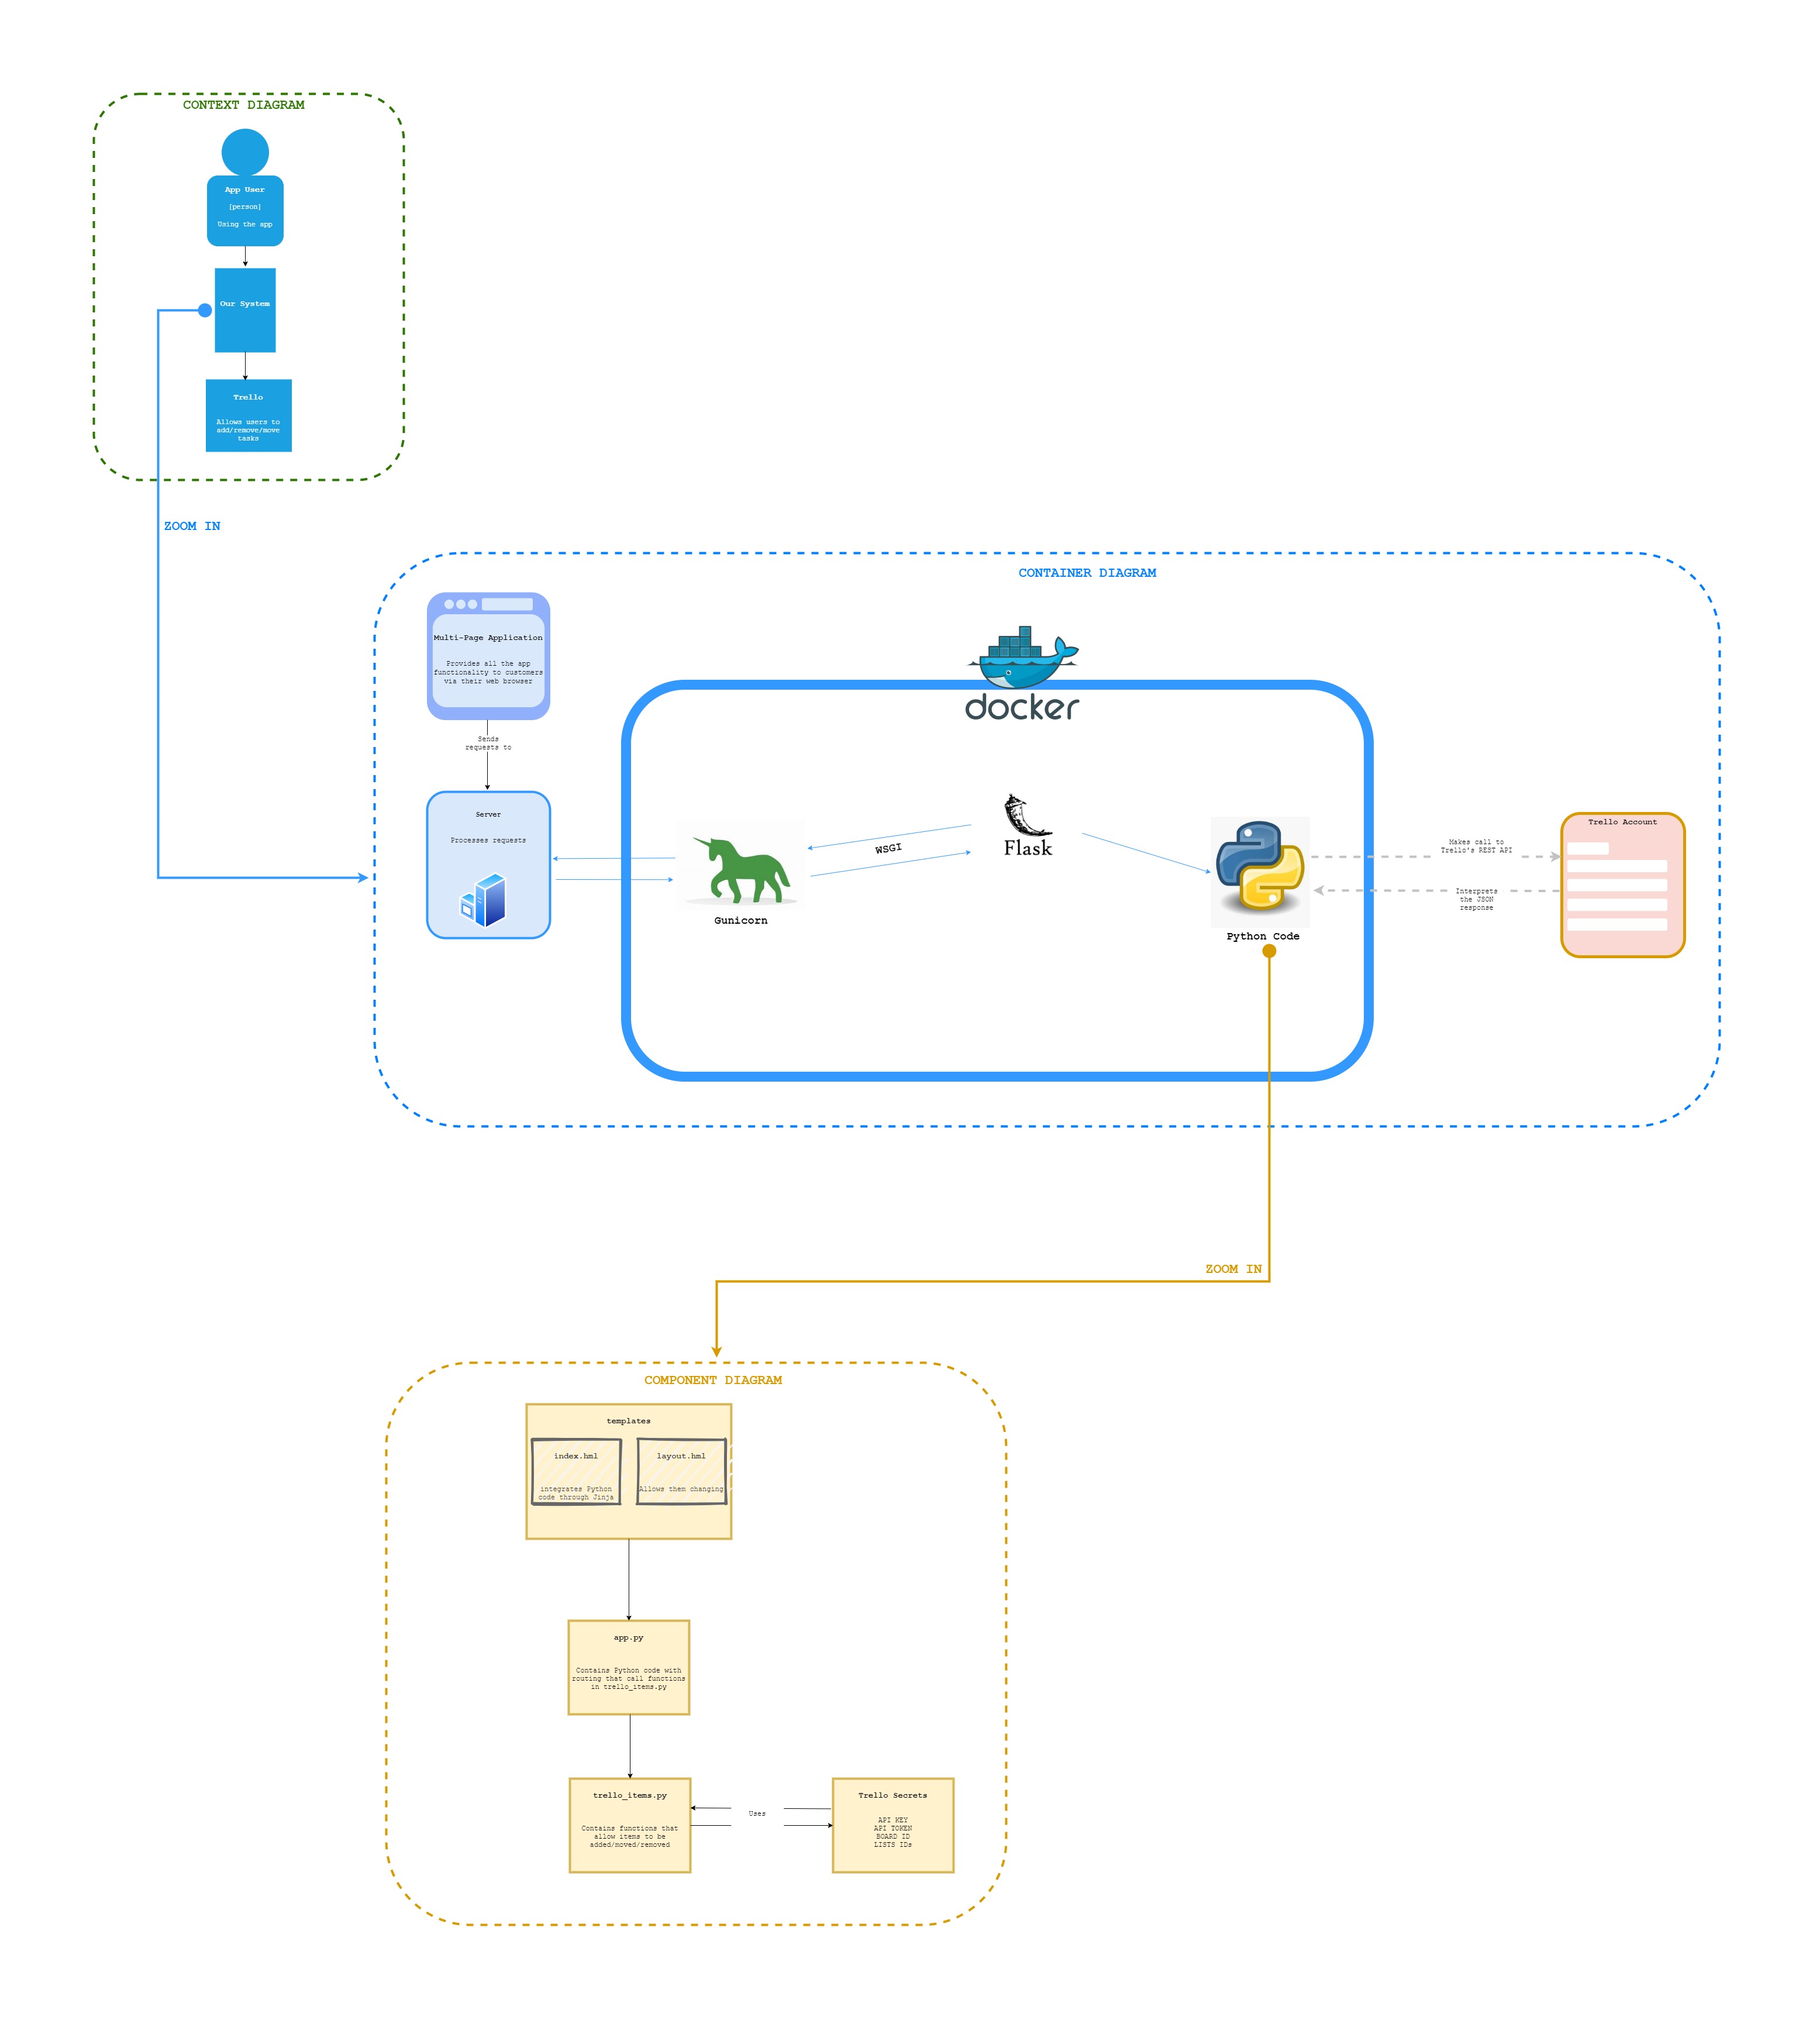 CONTEXT DIAGRAM
App User
[person]
Using the app
Our System
Trello
Allows users to
add/remove/move
tasks
ZOOM IN
CONTAINER DIAGRAM
Multi-Page Application
Provides all the app
functionality to customers
via their web browser
docker
Sends
requests to
Server
Processes requests
Gunicorn
WSGI
Flask
Python Code
Makes call to
Trello's REST API
Interprets
the JSON
response
Trello Account
ZOOM IN
COMPONENT DIAGRAM
templates
index.hml
integrates Python
code through Jinja
layout.hml
Allows them changing
app.py
Contains Python code with
routing that call functions
in trello_items.py
trello_items.py
Contains functions that
allow items to be
added/moved/removed
Uses
Trello Secrets
API KEY
API TOKEN
BOARD ID
LISTS IDs